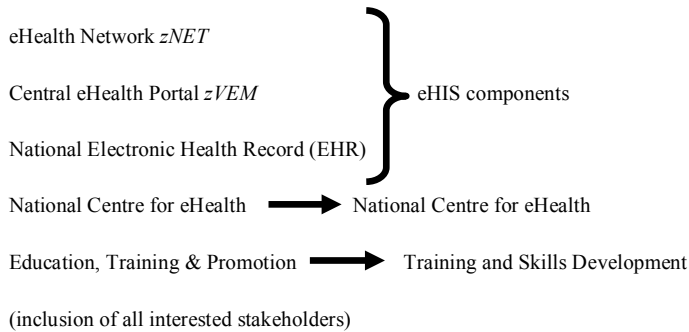 eHealth Network zNET
Central eHealth Portal zVEM
eHIS components
National Electronic Health Record (EHR)
National Centre for eHealth
National Centre for eHealth
Education, Training & Promotion
Training and Skills Development
(inclusion of all interested stakeholders)